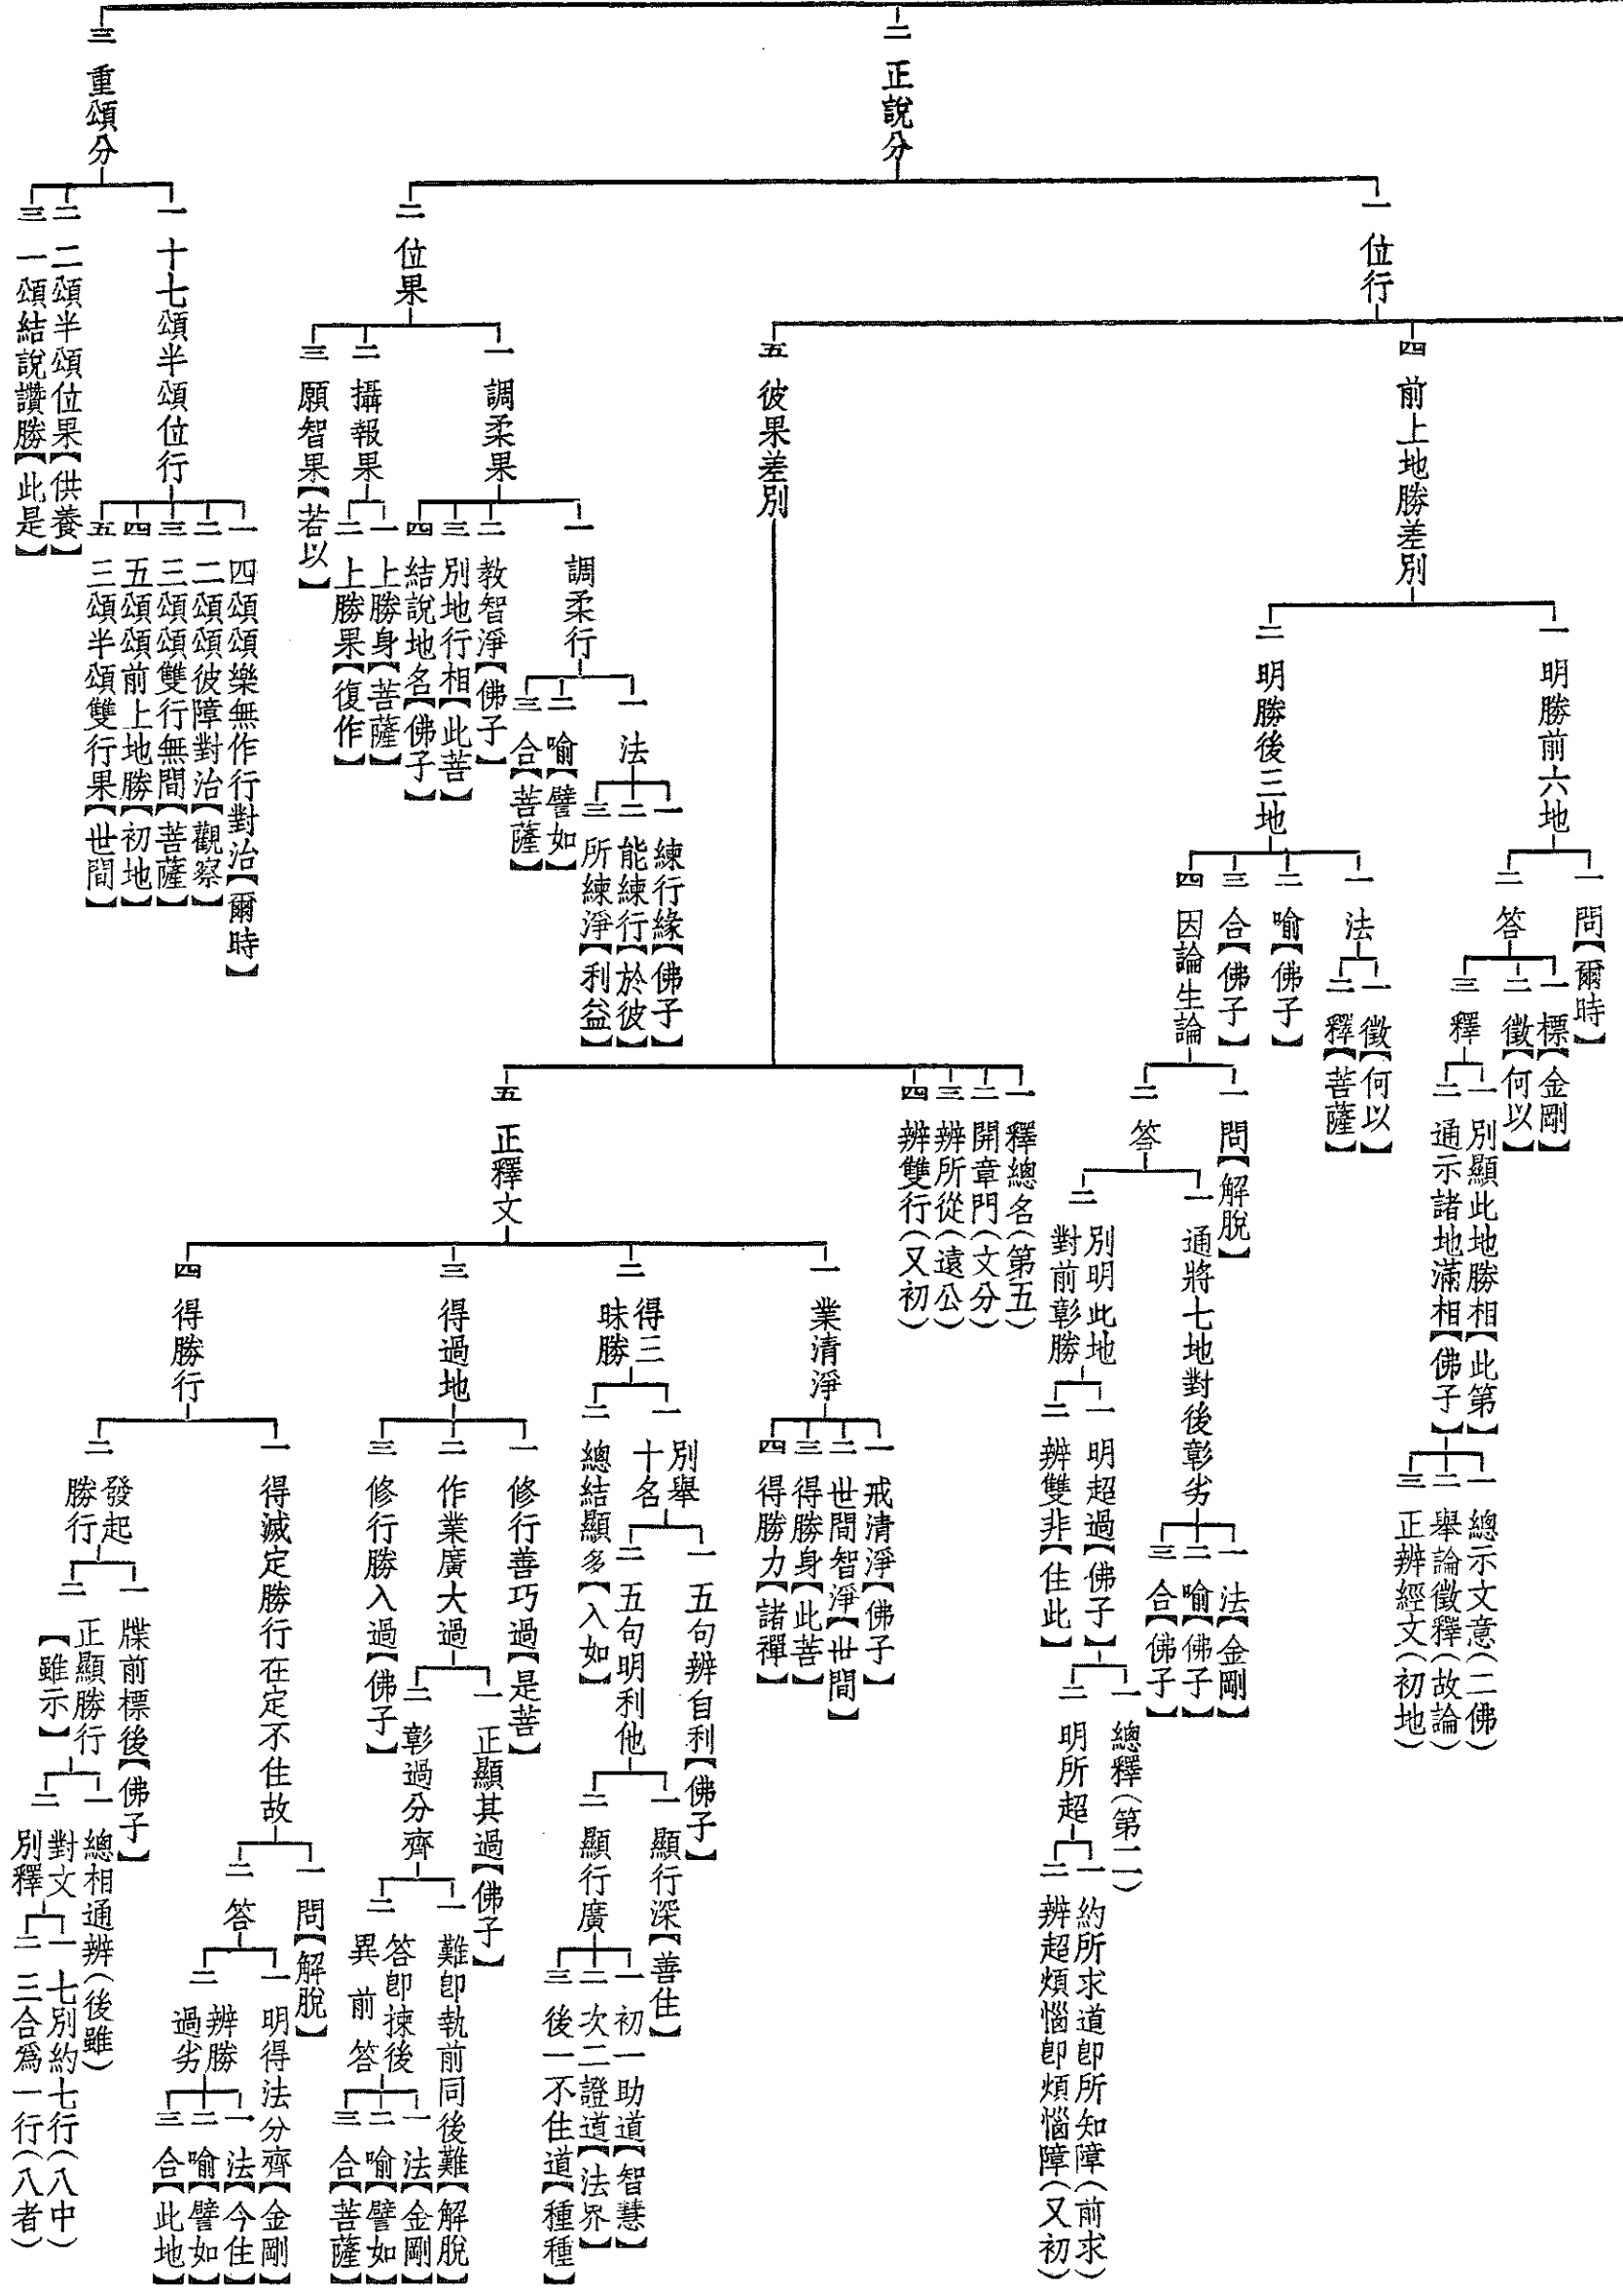 二 正說分
一 位行
四 前上地勝差別
一 明勝前六地
一 問【爾時】
二 答
一 標【金剛】
二 徵【何以】
三 釋
一 別顯此地勝相【此第】
二 通示諸地滿相【佛子】
一 總示文意（二佛）
二 舉論徵釋（故論）
三 正辨經文（初地）
二 明勝後三地
一 法
一 徵【何以】
二 釋【菩薩】
二 喻【佛子】
三 合【佛子】
四 因論生論
一 問【解脫】
二 答
一 通將七地對後彰劣
一 法【金剛】
二 喻【佛子】
三 合【佛子】
二 別明此地對前彰勝
一 明超過【佛子】
一 總釋（第二）
二 明所超
一 約所求道卽所知障（前求）
二 辨超煩惱卽煩惱障（又初）
二 辨雙非【住此】
五 彼果差別
一 釋總名（第五）
二 開章門（文分）
三 辨所從（遠公）
四 辨雙行（又初）
五 正釋文
一 業清淨
一 戒清淨【佛子】
二 世間智淨【世間】
三 得勝身【此菩】
四 得勝力【諸禪】
二 得三昧勝
一 別舉十名
一 五句辨自利【佛子】
二 五句明利他
一 顯行深【善住】
二 顯行廣
一 初一助道【智慧】
二 次二證道【法界】
三 後一不住道【種種】
二 總結顯多【入如】
三 得過地
一 修行善巧過【是菩】
二 作業廣大過
一 正顯其過【佛子】
二 彰過分齊
一 難卽執前同後難【解脫】
二 答卽揀後異前答
一 法【金剛】
二 喻【譬如】
三 合【菩薩】
三 修行勝入過【佛子】
四 得勝行
一 得滅定勝行在定不住故
一 問【解脫】
二 答
一 明得法分齊【金剛】
二 辨勝過劣
一 法【今住】
二 喻【譬如】
三 合【此地】
二 發起勝行
一 牒前標後【佛子】
二 正顯勝行【雖示】
一 總相通辨（後雖）
二 對文別釋
一 七別約七行（八中）
二 三合爲一行（八者）
二 位果
一 調柔果
一 調柔行
一 法
一 練行緣【佛子】
二 能練行【於彼】
三 所練淨【利益】
二 喻【譬如】
三 合【菩薩】
二 教智淨【佛子】
三 別地行相【此菩】
四 結說地名【佛子】
二 攝報果
一 上勝身【菩薩】
二 上勝果【復作】
三 願智果【若以】
三 重頌分
一 十七頌半頌位行
一 四頌頌樂無作行對治【爾時】
二 二頌頌彼障對治【觀察】
三 三頌頌雙行無間【菩薩】
四 五頌頌前上地勝【初地】
五 三頌半頌雙行果【世間】
二 二頌半頌位果【供養】
三 一頌結說讚勝【此是】